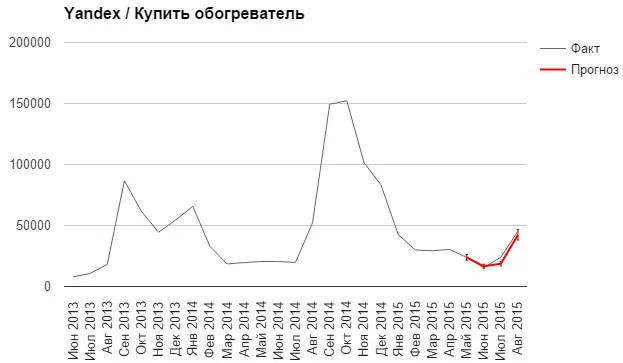 Yandex / Купить обогреватель
200000
150000
100000
50000
0
Факт
Прогноз
Июн 2013
Июл 2013
Авг 2013
Сен 2013
Окт 2013
Ноя 2013
Дек 2013
Янв 2014
Фев 2014
Мар 2014
Апр 2014
Май 2014
Июн 2014
Июл 2014
Авг 2014
Сен 2014
Окт 2014
Ноя 2014
Дек 2014
Янв 2015
Фев 2015
Мар 2015
Апр 2015
Май 2015
Июн 2015
Июл 2015
Авг 2015